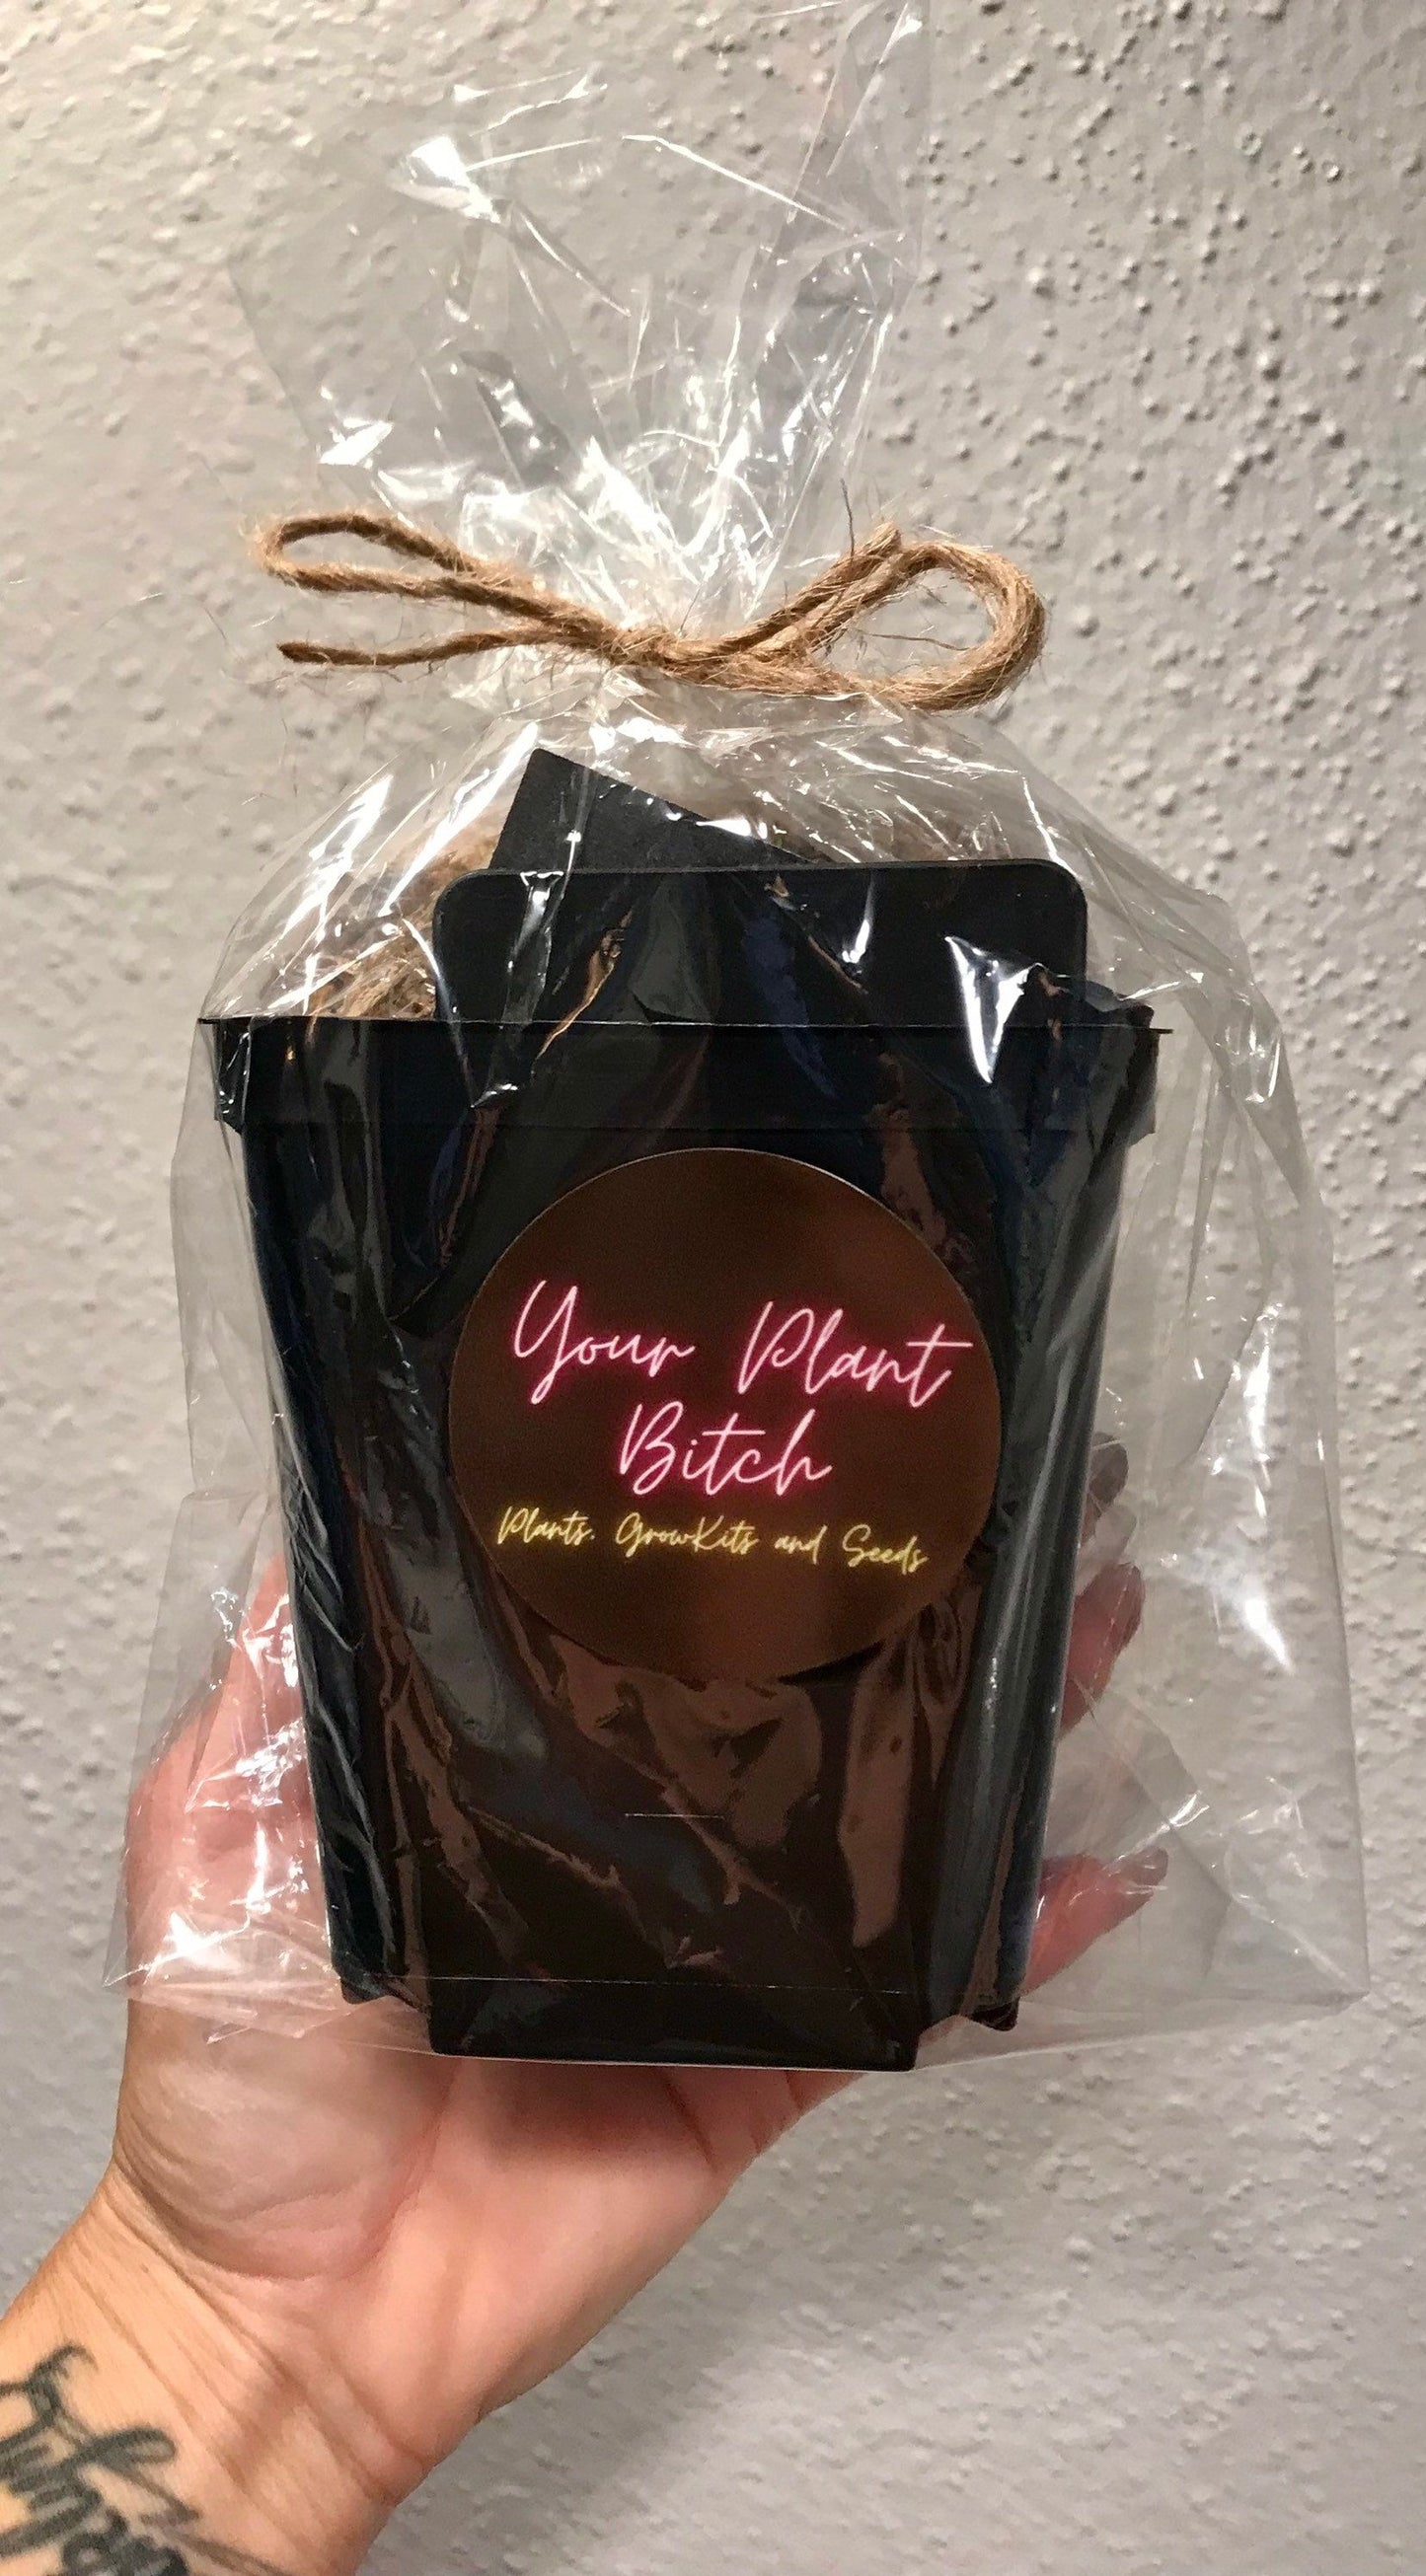 Your Plant
Bitch
Plants, GrowKits and Seeds